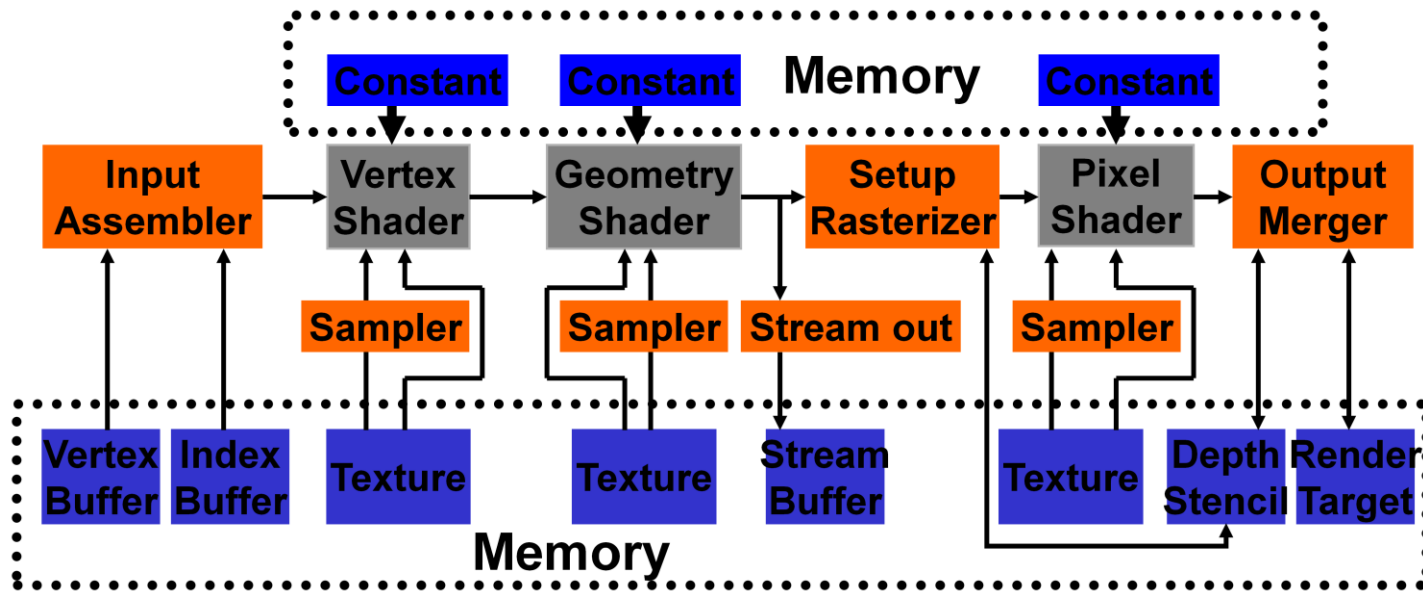 Constant
Constant
Memory
Constant
Input
Assembler
Vertex
Shader
Geometry
Shader
Setup
Rasterizer
Pixel
Shader
Output
Merger
Sampler
Sampler
Stream out
Sampler
Vertex
Buffer
Index
Buffer
Texture
Texture
Stream
Buffer
Texture
Depth
Stencil
Render
Target
Memory